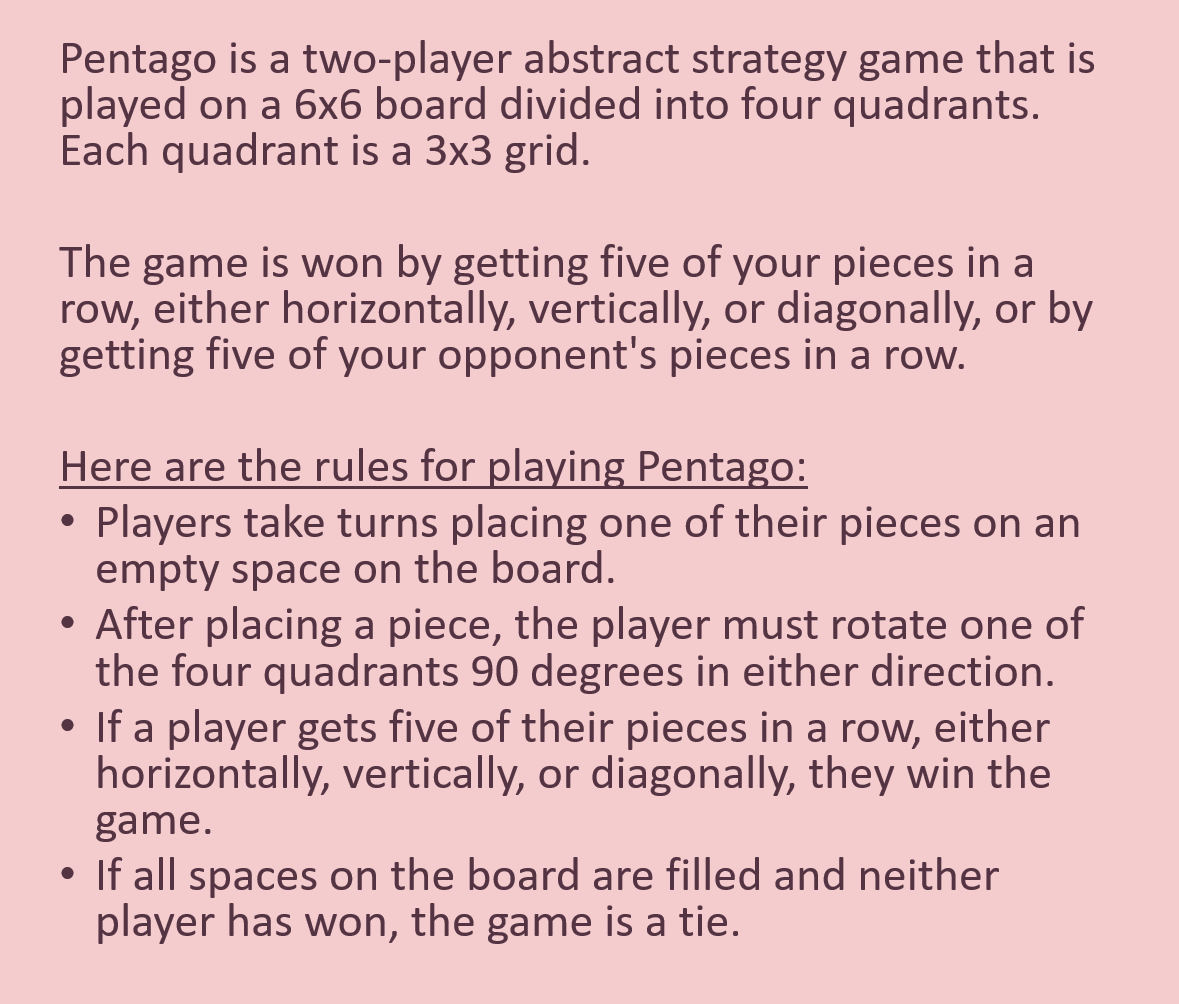 Pentago is a two-player abstract strategy game that is
played on a 6x6 board divided into four quadrants.
Each quadrant is a 3x3 grid.
The game is won by getting five of your pieces in a
row, either horizontally, vertically, or diagonally, or by
getting five of your opponent's pieces in a row.
Here are the rules for playing Pentago:
• Players take turns placing one of their pieces on an
empty space on the board.
• After placing a piece, the player must rotate one of
the four quadrants 90 degrees in either direction.
• If a player gets five of their pieces in a row, either
horizontally, vertically, or diagonally, they win the
game.
• If all spaces on the board are filled and neither
player has won, the game is a tie.